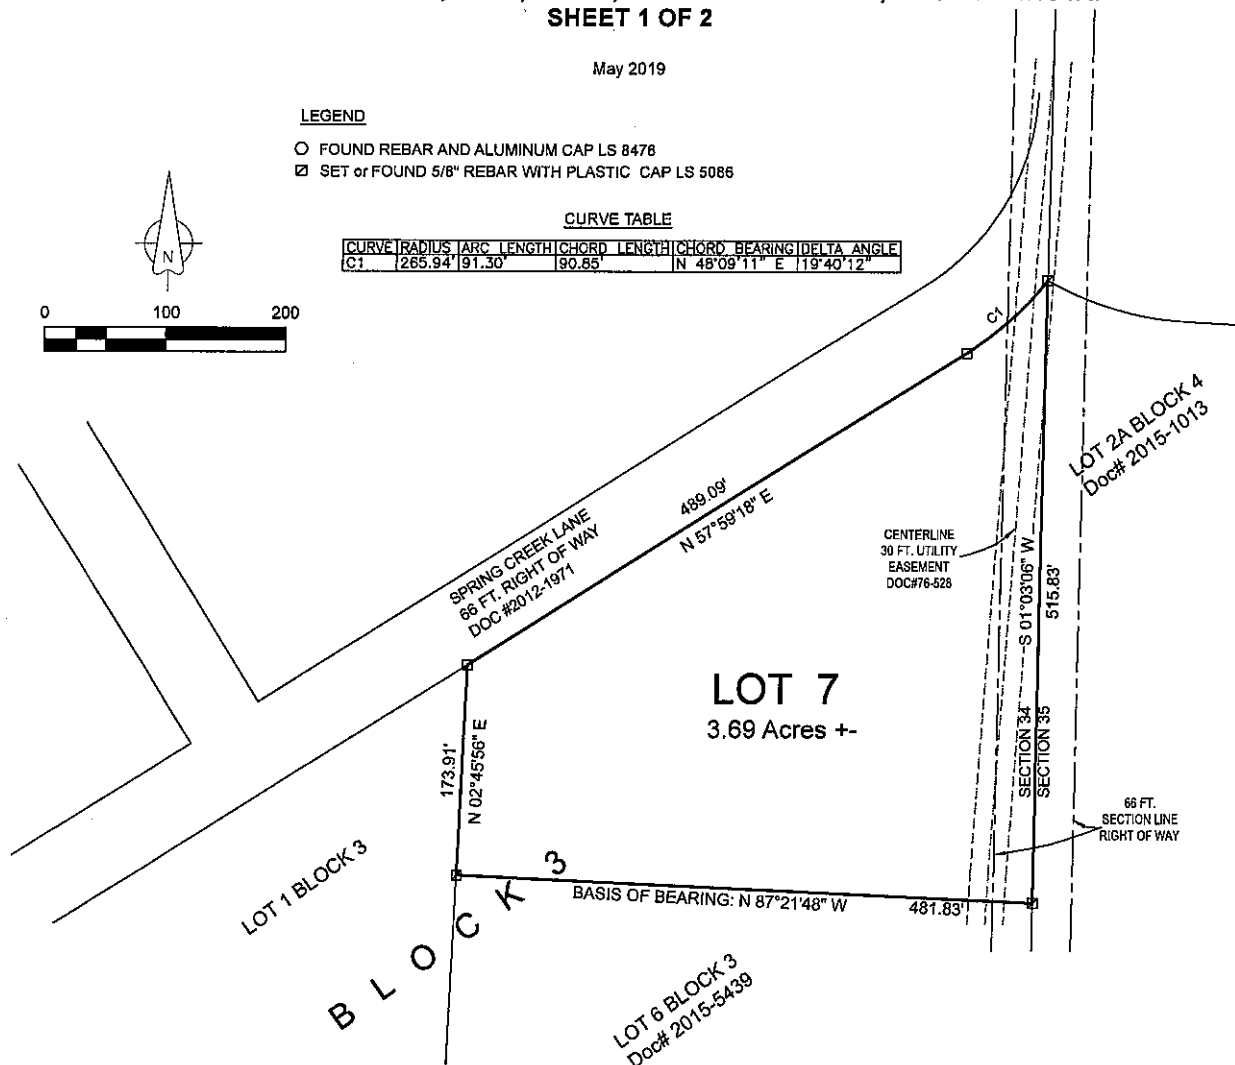 SHEET 1 OF 2
May 2019
LEGEND
FOUND REBAR AND ALUMINUM CAP LS 8476
SET or FOUND 5/8" REBAR WITH PLASTIC CAP LS 5086
CURVE TABLE
CURVE RADIUS ARC LENGTH CHORD LENGTH CHORD BEARING DELTA ANGLE
C1 265.94' 91.30' 90.85' N 48°09'11" E 19°40'12"
N
0 100 200
C1
LOT 2A BLOCK 4
Doc# 2015-1013
489.09'
N 57°59'18" E
SPRING CREEK LANE
66 FT. RIGHT OF WAY
DOC #2012-1971
CENTERLINE
30 FT. UTILITY
EASEMENT
DOC#76-528
S 01°03'06" W
515.83'
LOT 7
3.69 Acres +-
SECTION 34
SECTION 35
173.91'
N 02°45'56" E
66 FT.
SECTION LINE
RIGHT OF WAY
LOT 1 BLOCK 3
BLOCK 3
BASIS OF BEARING: N 87°21'48" W
481.83'
LOT 6 BLOCK 3
Doc# 2015-5439